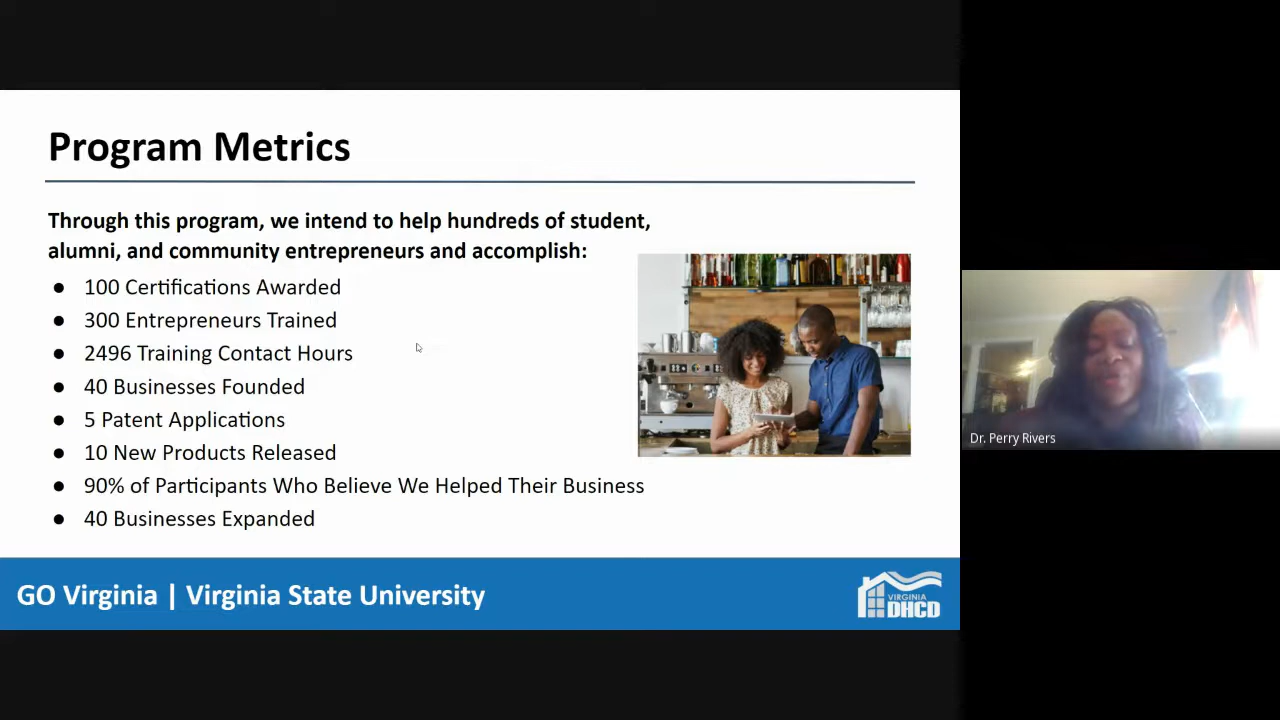 Program Metrics
Through this program, we intend to help hundreds of student,
alumni, and community entrepreneurs and accomplish:
● 100 Certifications Awarded
● 300 Entrepreneurs Trained
● 2496 Training Contact Hours
● 40 Businesses Founded
● 5 Patent Applications
● 10 New Products Released
● 90% of Participants Who Believe We Helped Their Business
● 40 Businesses Expanded
GO Virginia | Virginia State University
VIRGINIA
DHCD
Dr. Perry Rivers